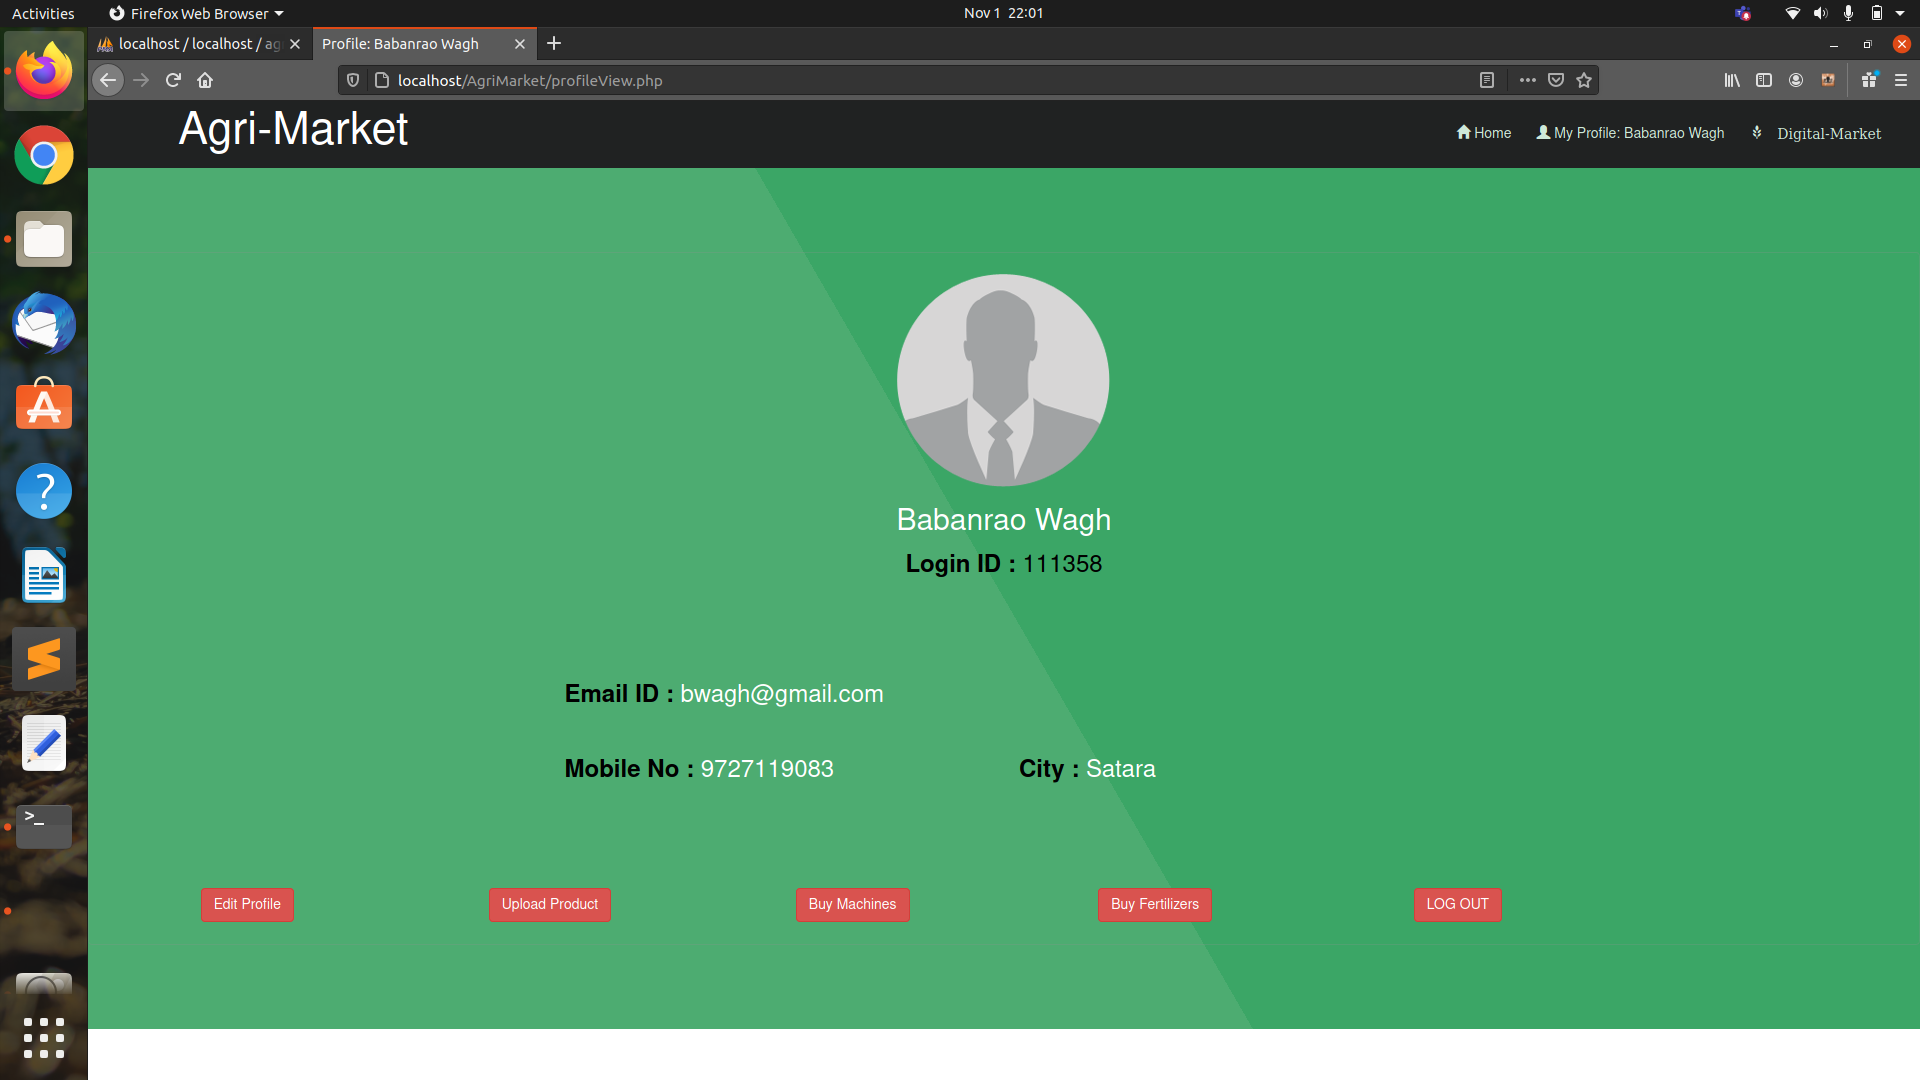 Activities
Firefox Web Browser
Nov 1 22:01
localhost / localhost / ag
Profile: Babanrao Wagh
localhost/AgriMarket/profileView.php
Agri-Market
Home
My Profile: Babanrao Wagh
Digital-Market
Babanrao Wagh
Login ID : 111358
Email ID : bwagh@gmail.com
Mobile No : 9727119083
City : Satara
Edit Profile
Upload Product
Buy Machines
Buy Fertilizers
LOG OUT